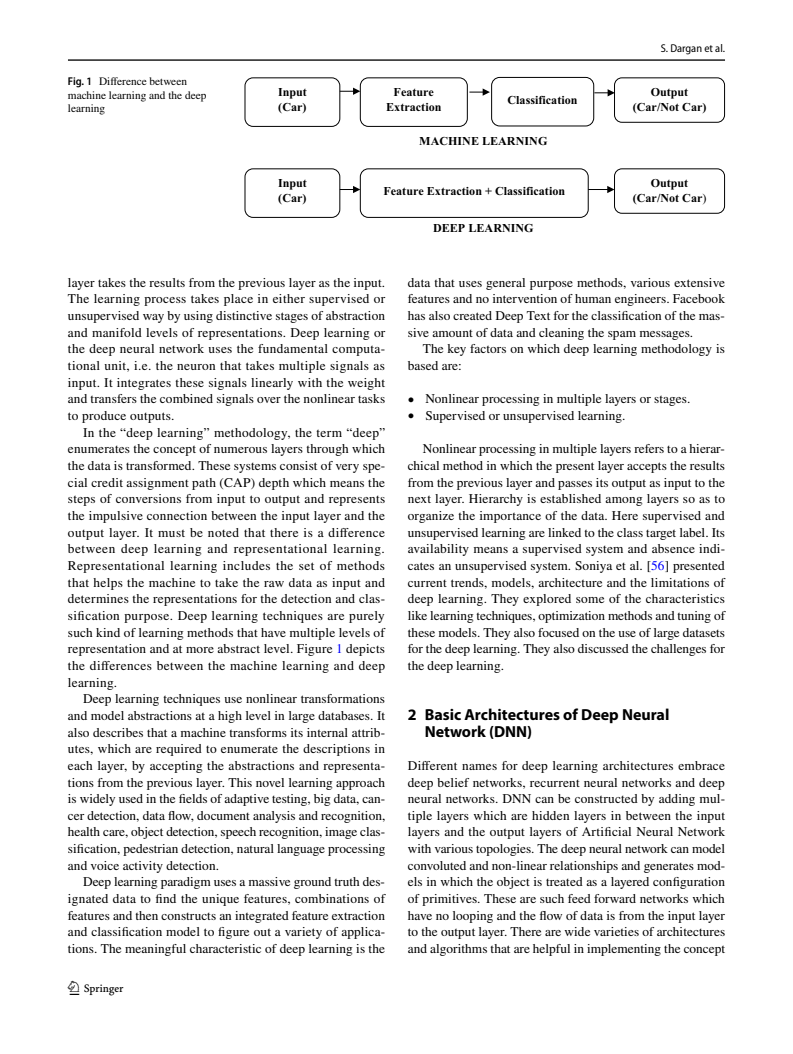 S. Dargan et al.
Fig. 1 Difference between
machine learning and the deep
learning
Input
(Car)
Feature
Extraction
Classification
Output
(Car/Not Car)
MACHINE LEARNING
Input
(Car)
Feature Extraction + Classification
Output
(Car/Not Car)
DEEP LEARNING
layer takes the results from the previous layer as the input.
The learning process takes place in either supervised or
unsupervised way by using distinctive stages of abstraction
and manifold levels of representations. Deep learning or
the deep neural network uses the fundamental computa-
tional unit, i.e. the neuron that takes multiple signals as
input. It integrates these signals linearly with the weight
and transfers the combined signals over the nonlinear tasks
to produce outputs.
In the “deep learning” methodology, the term “deep”
enumerates the concept of numerous layers through which
the data is transformed. These systems consist of very spe-
cial credit assignment path (CAP) depth which means the
steps of conversions from input to output and represents
the impulsive connection between the input layer and the
output layer. It must be noted that there is a difference
between deep learning and representational learning.
Representational learning includes the set of methods
that helps the machine to take the raw data as input and
determines the representations for the detection and clas-
sification purpose. Deep learning techniques are purely
such kind of learning methods that have multiple levels of
representation and at more abstract level. Figure 1 depicts
the differences between the machine learning and deep
learning.
Deep learning techniques use nonlinear transformations
and model abstractions at a high level in large databases. It
also describes that a machine transforms its internal attrib-
utes, which are required to enumerate the descriptions in
each layer, by accepting the abstractions and representa-
tions from the previous layer. This novel learning approach
is widely used in the fields of adaptive testing, big data, can-
cer detection, data flow, document analysis and recognition,
health care, object detection, speech recognition, image clas-
sification, pedestrian detection, natural language processing
and voice activity detection.
Deep learning paradigm uses a massive ground truth des-
ignated data to find the unique features, combinations of
features and then constructs an integrated feature extraction
and classification model to figure out a variety of applica-
tions. The meaningful characteristic of deep learning is the
data that uses general purpose methods, various extensive
features and no intervention of human engineers. Facebook
has also created Deep Text for the classification of the mas-
sive amount of data and cleaning the spam messages.
The key factors on which deep learning methodology is
based are:
• Nonlinear processing in multiple layers or stages.
• Supervised or unsupervised learning.
Nonlinear processing in multiple layers refers to a hierar-
chical method in which the present layer accepts the results
from the previous layer and passes its output as input to the
next layer. Hierarchy is established among layers so as to
organize the importance of the data. Here supervised and
unsupervised learning are linked to the class target label. Its
availability means a supervised system and absence indi-
cates an unsupervised system. Soniya et al. [56] presented
current trends, models, architecture and the limitations of
deep learning. They explored some of the characteristics
like learning techniques, optimization methods and tuning of
these models. They also focused on the use of large datasets
for the deep learning. They also discussed the challenges for
the deep learning.
2 Basic Architectures of Deep Neural
Network (DNN)
Different names for deep learning architectures embrace
deep belief networks, recurrent neural networks and deep
neural networks. DNN can be constructed by adding mul-
tiple layers which are hidden layers in between the input
layers and the output layers of Artificial Neural Network
with various topologies. The deep neural network can model
convoluted and non-linear relationships and generates mod-
els in which the object is treated as a layered configuration
of primitives. These are such feed forward networks which
have no looping and the flow of data is from the input layer
to the output layer. There are wide varieties of architectures
and algorithms that are helpful in implementing the concept
Springer